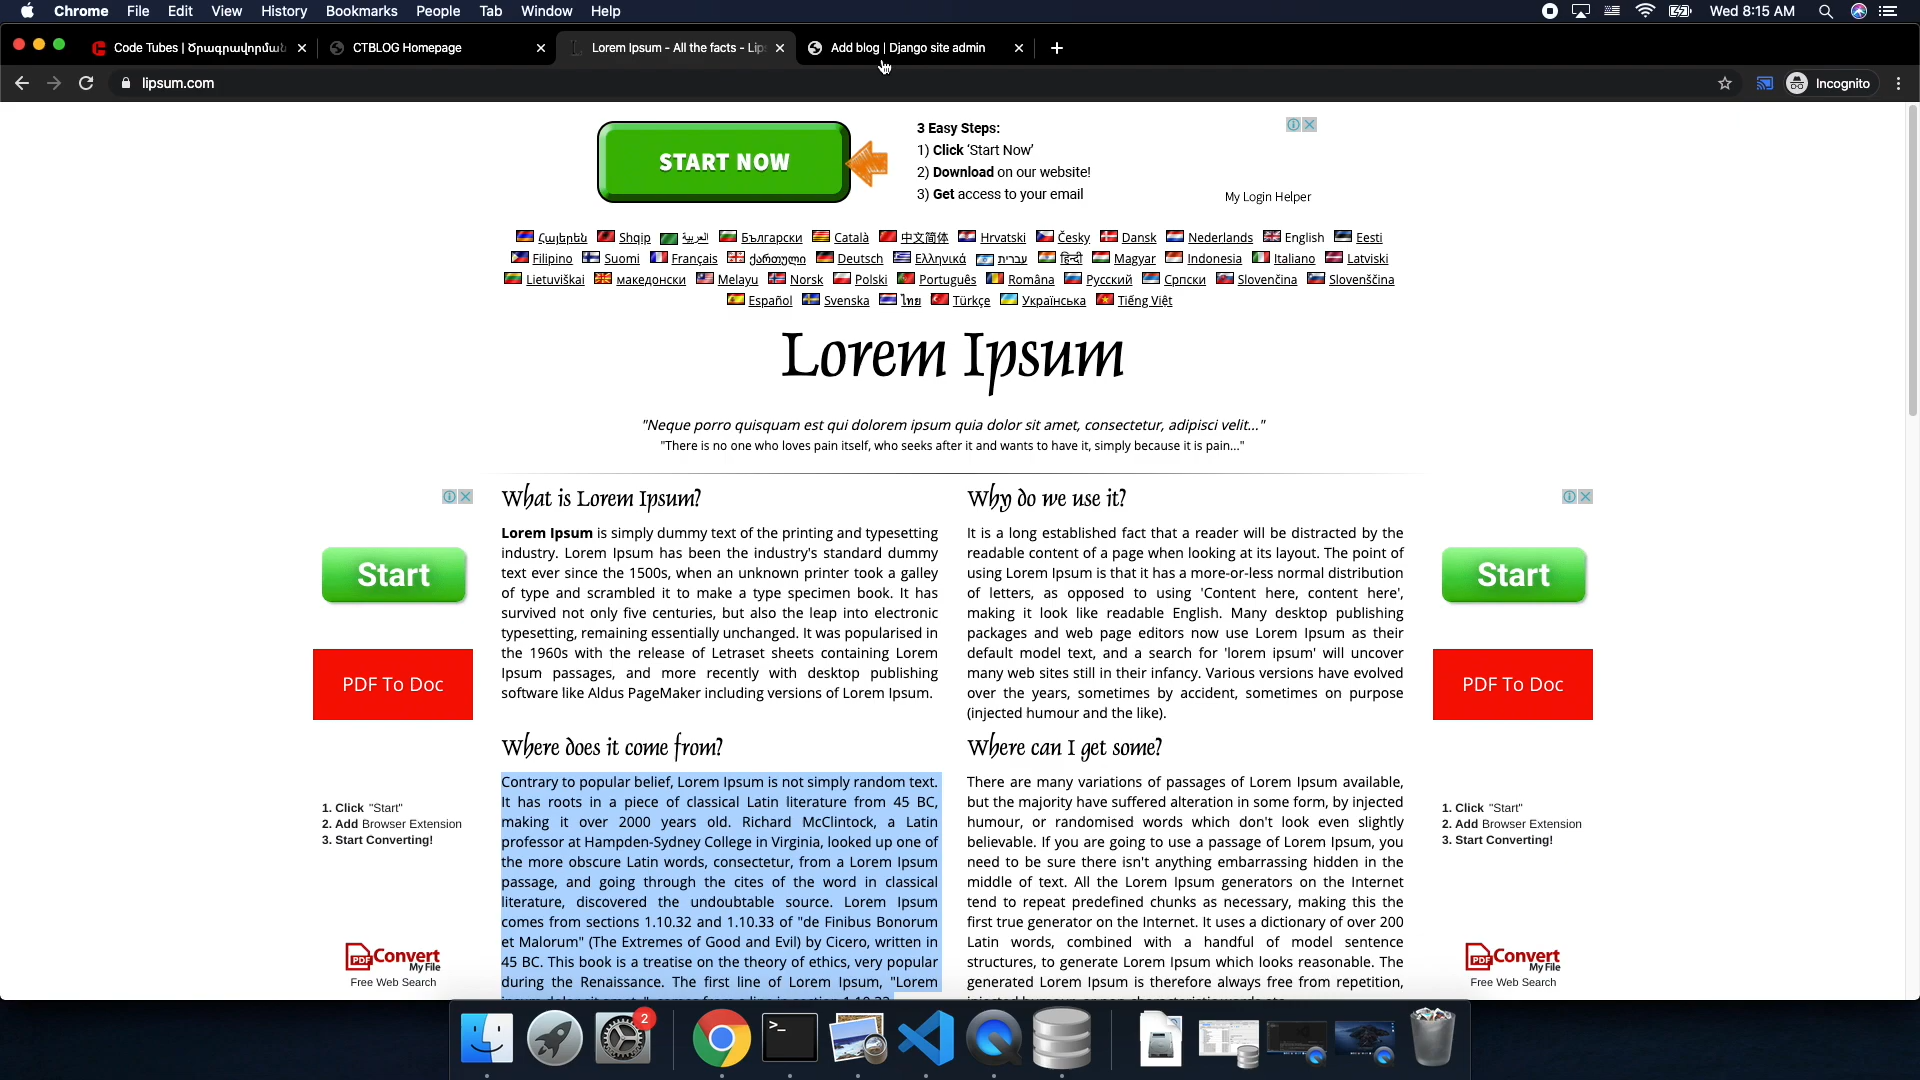 Chrome File Edit View History Bookmarks People Tab Window Help Wed 8:15 AM
Code Tubes | Ծրագրավորման CTBLOG Homepage Lorem Ipsum - All the facts - Lip Add blog | Django site admin
lipsum.com Incognito
START NOW
3 Easy Steps:
1) Click ‘Start Now’
2) Download on our website!
3) Get access to your email
My Login Helper
Հայերեն Shqip العربية Български Català 中文简体 Hrvatski Česky Dansk Nederlands English Eesti
Filipino Suomi Français ქართული Deutsch Ελληνικά עברית हिन्दी Magyar Indonesia Italiano Latviski
Lietuviškai македонски Melayu Norsk Polski Português Româna Pyccкий Српски Slovenčina Slovenščina
Español Svenska ไทย Türkçe Українська Tiếng Việt
Lorem Ipsum
"Neque porro quisquam est qui dolorem ipsum quia dolor sit amet, consectetur, adipisci velit..."
"There is no one who loves pain itself, who seeks after it and wants to have it, simply because it is pain..."
What is Lorem Ipsum?
Lorem Ipsum is simply dummy text of the printing and typesetting
industry. Lorem Ipsum has been the industry's standard dummy
text ever since the 1500s, when an unknown printer took a galley
of type and scrambled it to make a type specimen book. It has
survived not only five centuries, but also the leap into electronic
typesetting, remaining essentially unchanged. It was popularised in
the 1960s with the release of Letraset sheets containing Lorem
Ipsum passages, and more recently with desktop publishing
software like Aldus PageMaker including versions of Lorem Ipsum.
Why do we use it?
It is a long established fact that a reader will be distracted by the
readable content of a page when looking at its layout. The point of
using Lorem Ipsum is that it has a more-or-less normal distribution
of letters, as opposed to using 'Content here, content here',
making it look like readable English. Many desktop publishing
packages and web page editors now use Lorem Ipsum as their
default model text, and a search for 'lorem ipsum' will uncover
many web sites still in their infancy. Various versions have evolved
over the years, sometimes by accident, sometimes on purpose
(injected humour and the like).
Where does it come from?
Contrary to popular belief, Lorem Ipsum is not simply random text.
It has roots in a piece of classical Latin literature from 45 BC,
making it over 2000 years old. Richard McClintock, a Latin
professor at Hampden-Sydney College in Virginia, looked up one of
the more obscure Latin words, consectetur, from a Lorem Ipsum
passage, and going through the cites of the word in classical
literature, discovered the undoubtable source. Lorem Ipsum
comes from sections 1.10.32 and 1.10.33 of "de Finibus Bonorum
et Malorum" (The Extremes of Good and Evil) by Cicero, written in
45 BC. This book is a treatise on the theory of ethics, very popular
during the Renaissance. The first line of Lorem Ipsum, "Lorem
Where can I get some?
There are many variations of passages of Lorem Ipsum available,
but the majority have suffered alteration in some form, by injected
humour, or randomised words which don't look even slightly
believable. If you are going to use a passage of Lorem Ipsum, you
need to be sure there isn't anything embarrassing hidden in the
middle of text. All the Lorem Ipsum generators on the Internet
tend to repeat predefined chunks as necessary, making this the
first true generator on the Internet. It uses a dictionary of over 200
Latin words, combined with a handful of model sentence
structures, to generate Lorem Ipsum which looks reasonable. The
generated Lorem Ipsum is therefore always free from repetition,
Start
PDF To Doc
1. Click "Start"
2. Add Browser Extension
3. Start Converting!
PDF Convert
My File
Free Web Search
Start
PDF To Doc
1. Click "Start"
2. Add Browser Extension
3. Start Converting!
PDF Convert
My File
Free Web Search
2